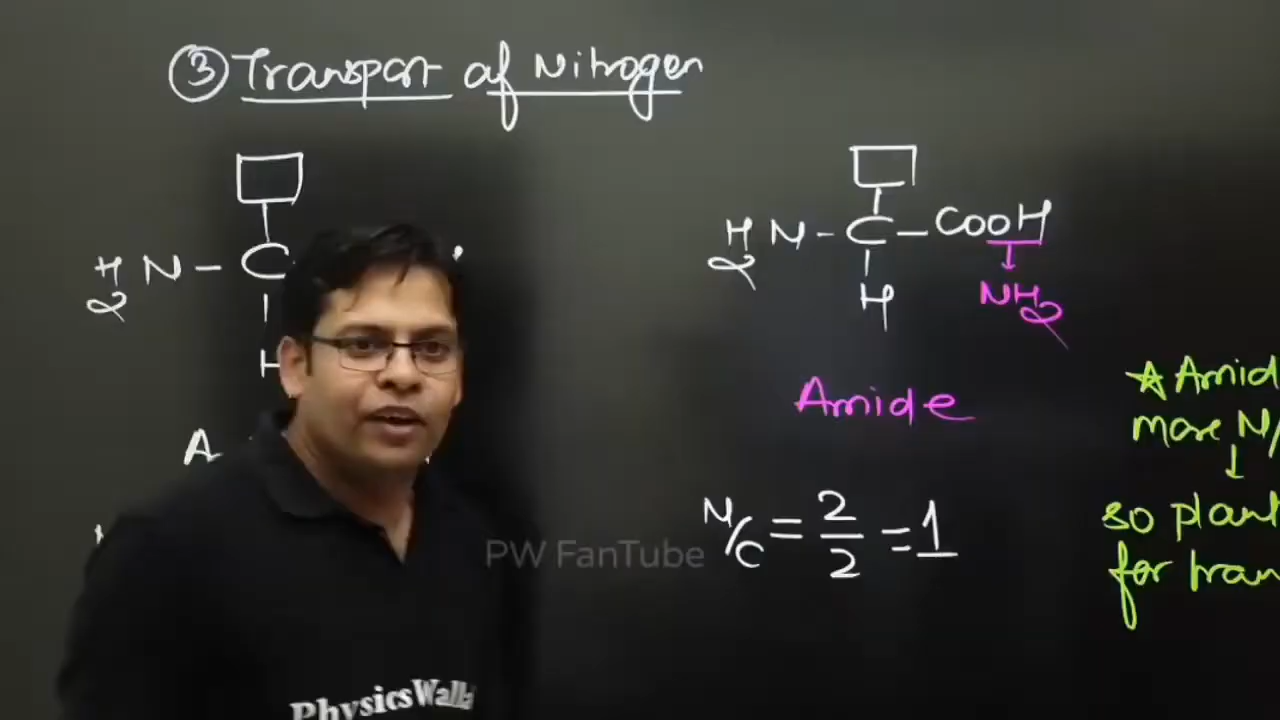 ③ Transport of Nitrogen
H2N - C
H
A
H2N - C - COOH
H
NH2
Amide
N/C = 2/2 = 1
☆ Amid
more N/
↓
so plant
for tran
PW FanTube
PhysicsWalla